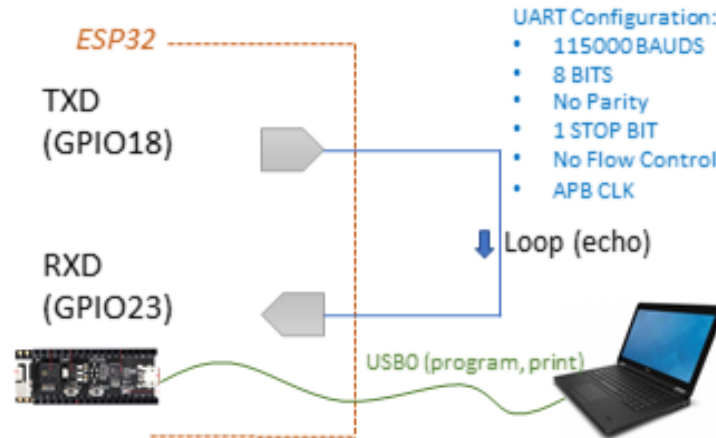 ESP32
TXD
(GPIO18)
UART Configuration:
• 115000 BAUDS
• 8 BITS
• No Parity
• 1 STOP BIT
• No Flow Control
• APB CLK
Loop (echo)
RXD
(GPIO23)
USB0 (program, print)